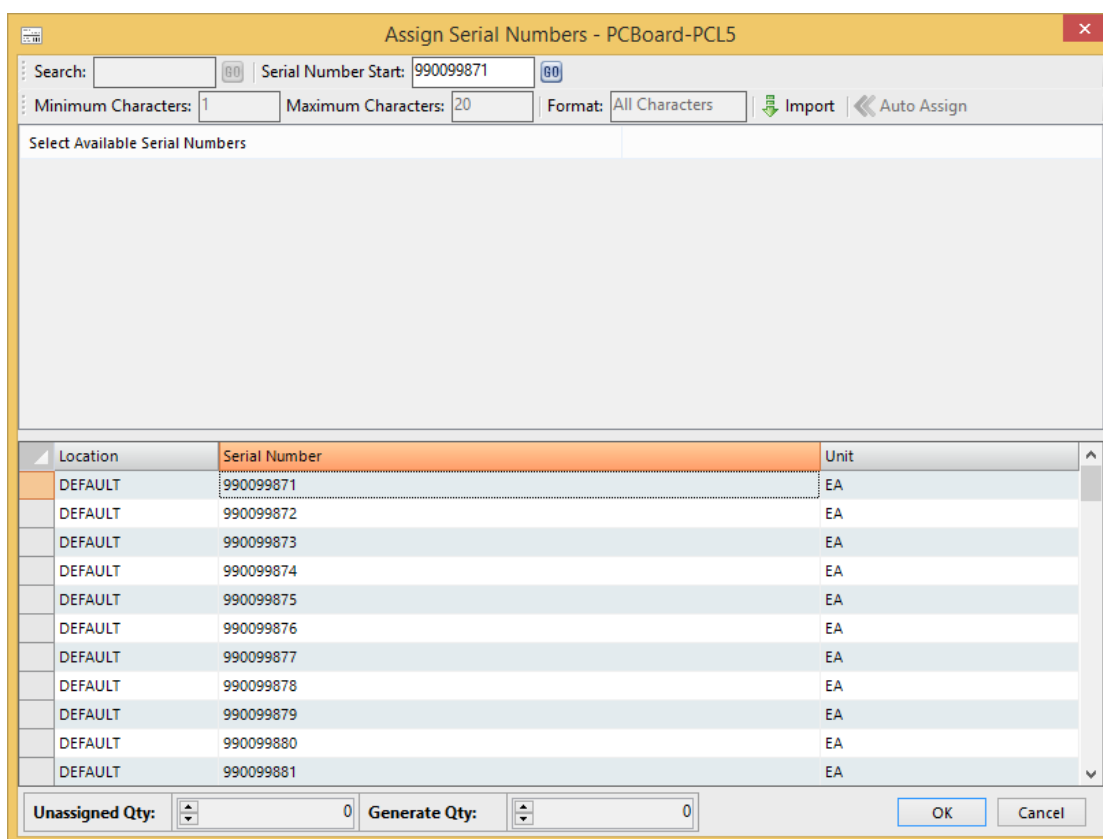 Assign Serial Numbers - PCBoard-PCL5
Search: GO Serial Number Start: 990099871 GO
Minimum Characters: 1 Maximum Characters: 20 Format: All Characters Import Auto Assign
Select Available Serial Numbers
Location Serial Number Unit
DEFAULT 990099871 EA
DEFAULT 990099872 EA
DEFAULT 990099873 EA
DEFAULT 990099874 EA
DEFAULT 990099875 EA
DEFAULT 990099876 EA
DEFAULT 990099877 EA
DEFAULT 990099878 EA
DEFAULT 990099879 EA
DEFAULT 990099880 EA
DEFAULT 990099881 EA
Unassigned Qty: 0 Generate Qty: 0 OK Cancel